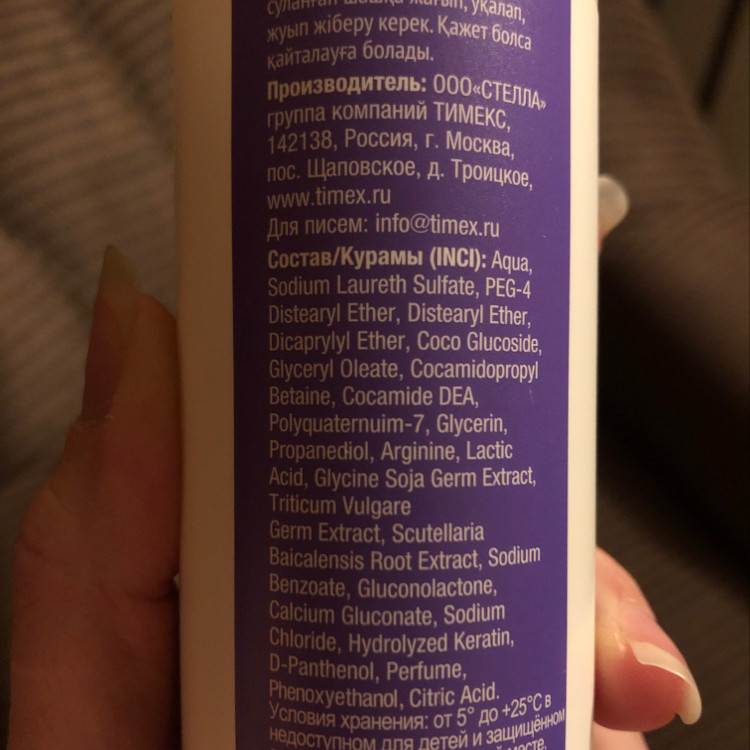 суланған шашқа жағып, уқалап,
жуып жіберу керек. Қажет болса
қайталауға болады.
Производитель: ООО«СТЕЛЛА»
группа компаний ТИМЕКС,
142138, Россия, г. Москва,
пос. Щаповское, д. Троицкое,
www.timex.ru
Для писем: info@timex.ru
Состав/Курамы (INCI): Aqua,
Sodium Laureth Sulfate, PEG-4
Distearyl Ether, Distearyl Ether,
Dicaprylyl Ether, Coco Glucoside,
Glyceryl Oleate, Cocamidopropyl
Betaine, Cocamide DEA,
Polyquaternuim-7, Glycerin,
Propanediol, Arginine, Lactic
Acid, Glycine Soja Germ Extract,
Triticum Vulgare
Germ Extract, Scutellaria
Baicalensis Root Extract, Sodium
Benzoate, Gluconolactone,
Calcium Gluconate, Sodium
Chloride, Hydrolyzed Keratin,
D-Panthenol, Perfume,
Phenoxyethanol, Citric Acid.
Условия хранения: от 5° до +25°С в
недоступном для детей и защищённом